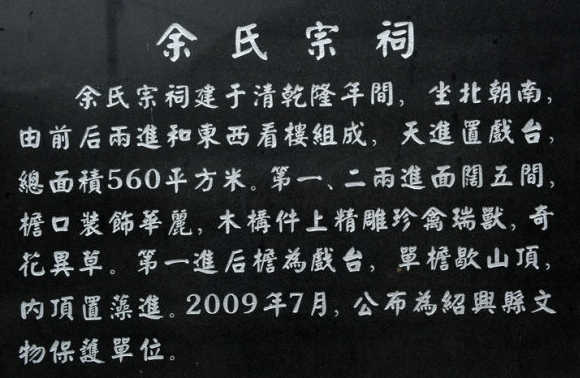 余氏宗祠
余氏宗祠建于清乾隆年間，坐北朝南，
由前后兩進和東西看樓組成，天進置戲台，
總面積560平方米。第一、二兩進面闊五間，
檐口裝飾華麗，木構件上精雕珍禽瑞獸，奇
花異草。第一進后檐為戲台，單檐歇山頂，
内頂置藻進。2009年7月，公布為紹興縣文
物保護單位。